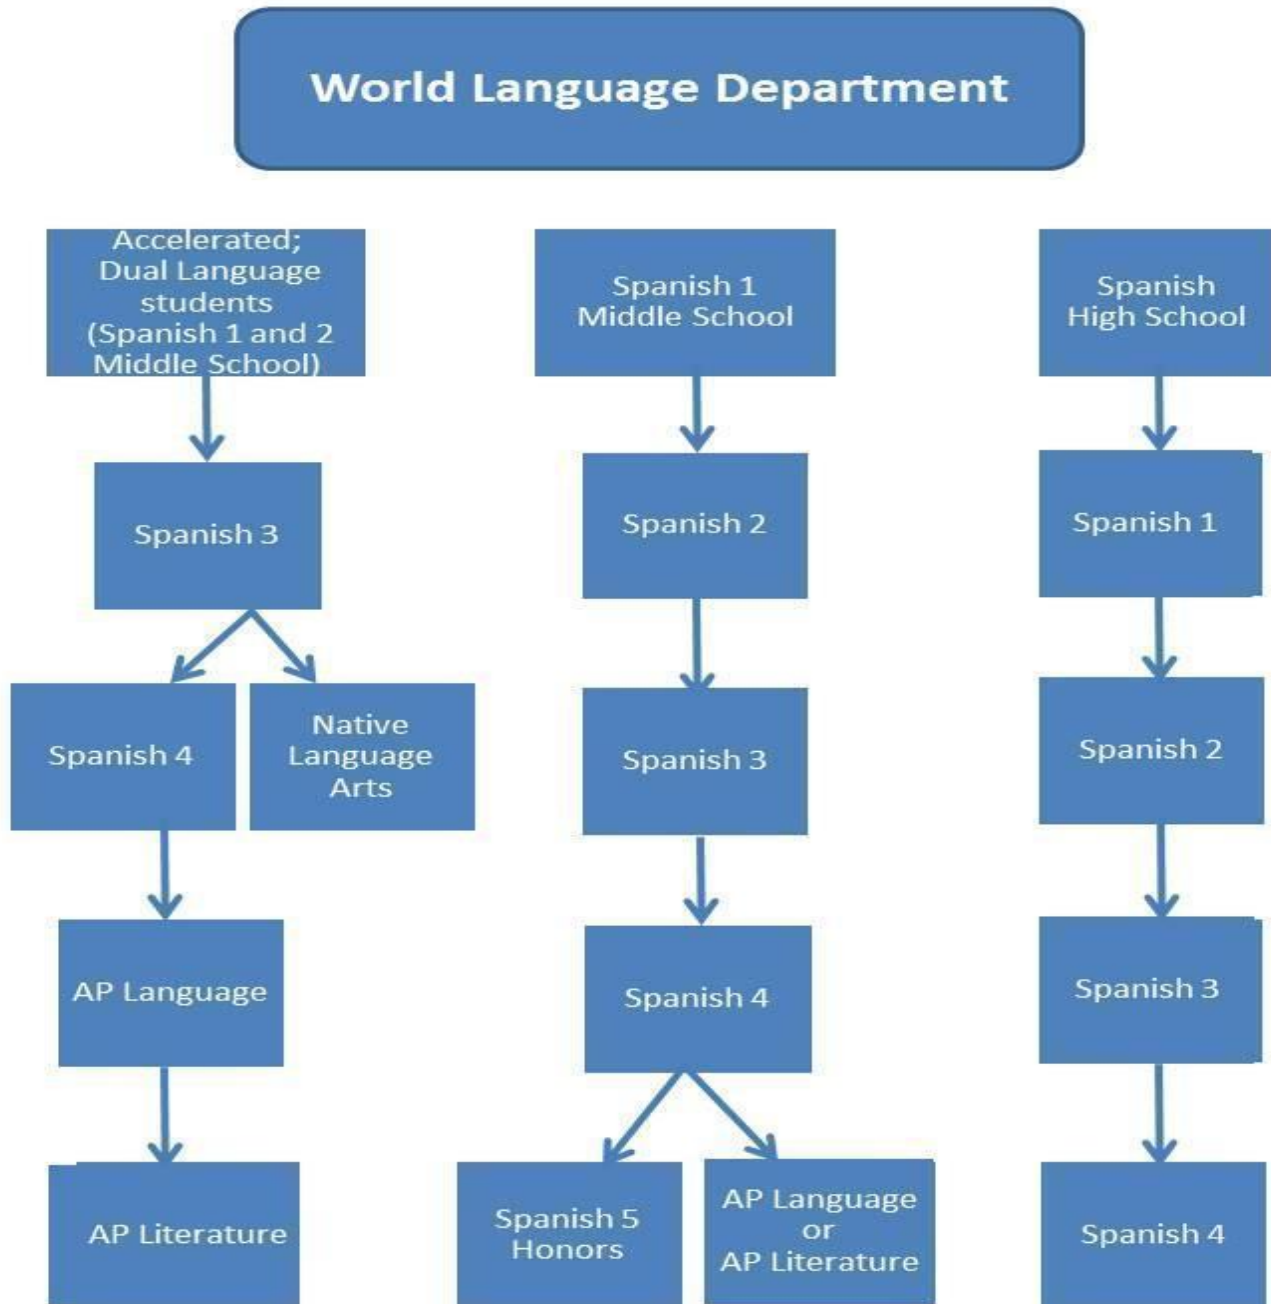 World Language Department
Accelerated;
Dual Language
students
(Spanish 1 and 2
Middle School)
Spanish 1
Middle School
Spanish
High School
Spanish 3
Spanish 2
Spanish 1
Spanish 4
Native
Language
Arts
Spanish 3
Spanish 2
AP Language
Spanish 4
Spanish 3
AP Literature
Spanish 5
Honors
AP Language
or
AP Literature
Spanish 4